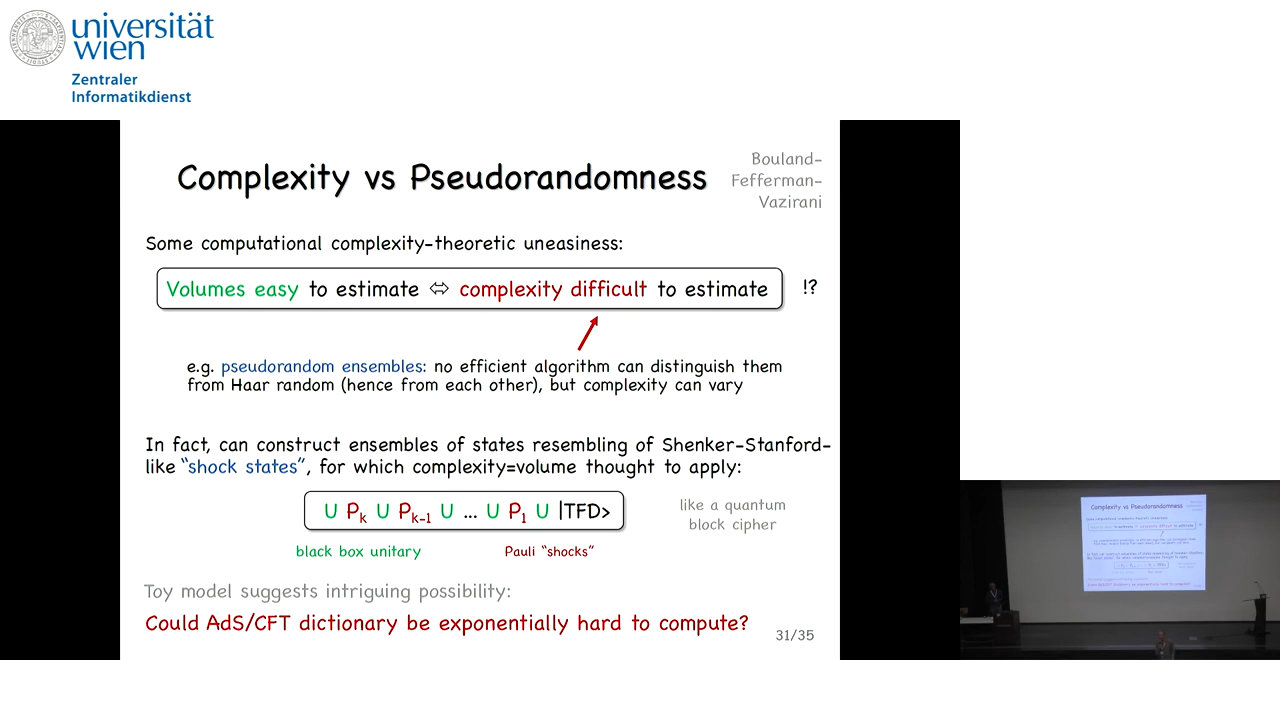 universität
wien
Zentraler
Informatikdienst
Complexity vs Pseudorandomness
Bouland-
Fefferman-
Vazirani
Some computational complexity-theoretic uneasiness:
Volumes easy to estimate ⇔ complexity difficult to estimate !?
e.g. pseudorandom ensembles: no efficient algorithm can distinguish them
from Haar random (hence from each other), but complexity can vary
In fact, can construct ensembles of states resembling of Shenker-Stanford-
like “shock states”, for which complexity=volume thought to apply:
U Pk U Pk-1 U ... U P1 U |TFD>
like a quantum
block cipher
black box unitary
Pauli “shocks”
Toy model suggests intriguing possibility:
Could AdS/CFT dictionary be exponentially hard to compute?
31/35